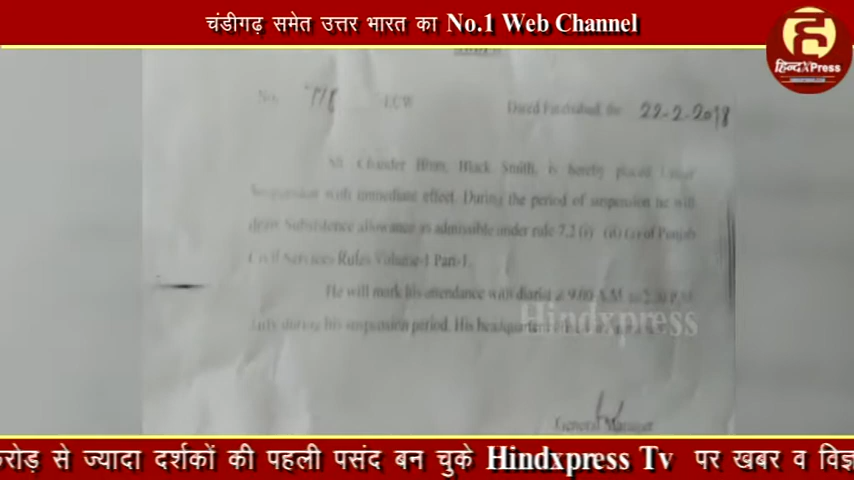 चंडीगढ़ समेत उत्तर भारत का No.1 Web Channel
हिन्दXPress
No. 718 LCW Dated Faridabad, the 22-2-2018
Chander Bhan, Black Smith, is hereby placed under
Suspension with immediate effect. During the period of suspension he will
draw Subsistence allowance as admissible under rule 7.2 of Punjab
Civil Services Rules Volume-I Part-I.
He will mark his attendance with diarist at 9.00 A.M.
daily during his suspension period. His headquarter
Hindxpress
General Manager
करोड़ से ज्यादा दर्शकों की पहली पसंद बन चुके Hindxpress Tv पर खबर व